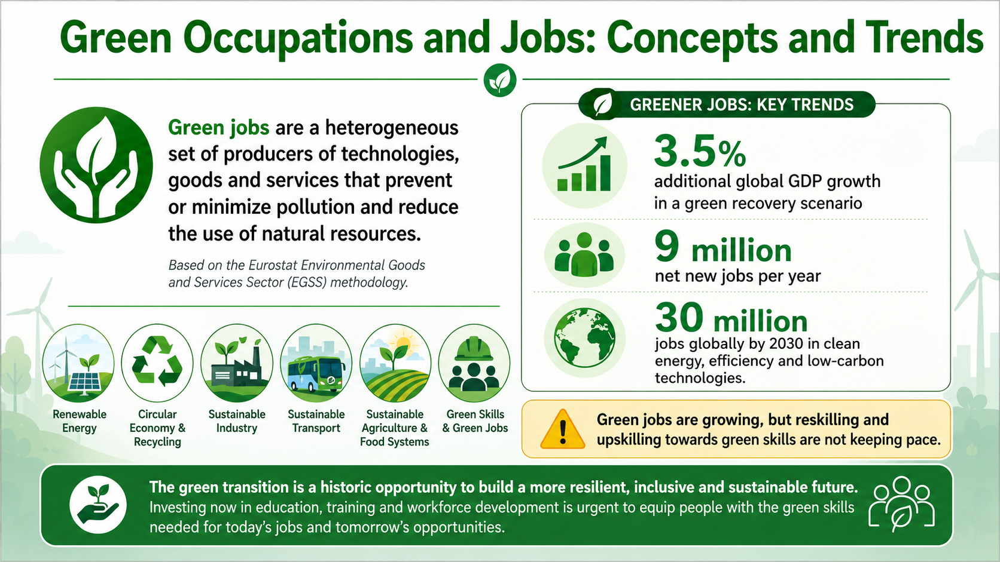 Green Occupations and Jobs: Concepts and Trends
Green jobs are a heterogeneous
set of producers of technologies,
goods and services that prevent
or minimize pollution and reduce
the use of natural resources.
Based on the Eurostat Environmental Goods
and Services Sector (EGSS) methodology.
Renewable
Energy
Circular
Economy &
Recycling
Sustainable
Industry
Sustainable
Transport
Sustainable
Agriculture &
Food Systems
Green Skills
& Green Jobs
GREENER JOBS: KEY TRENDS
3.5%
additional global GDP growth
in a green recovery scenario
9 million
net new jobs per year
30 million
jobs globally by 2030 in clean
energy, efficiency and low-carbon
technologies.
Green jobs are growing, but reskilling and
upskilling towards green skills are not keeping pace.
The green transition is a historic opportunity to build a more resilient, inclusive and sustainable future.
Investing now in education, training and workforce development is urgent to equip people with the green skills
needed for today's jobs and tomorrow's opportunities.